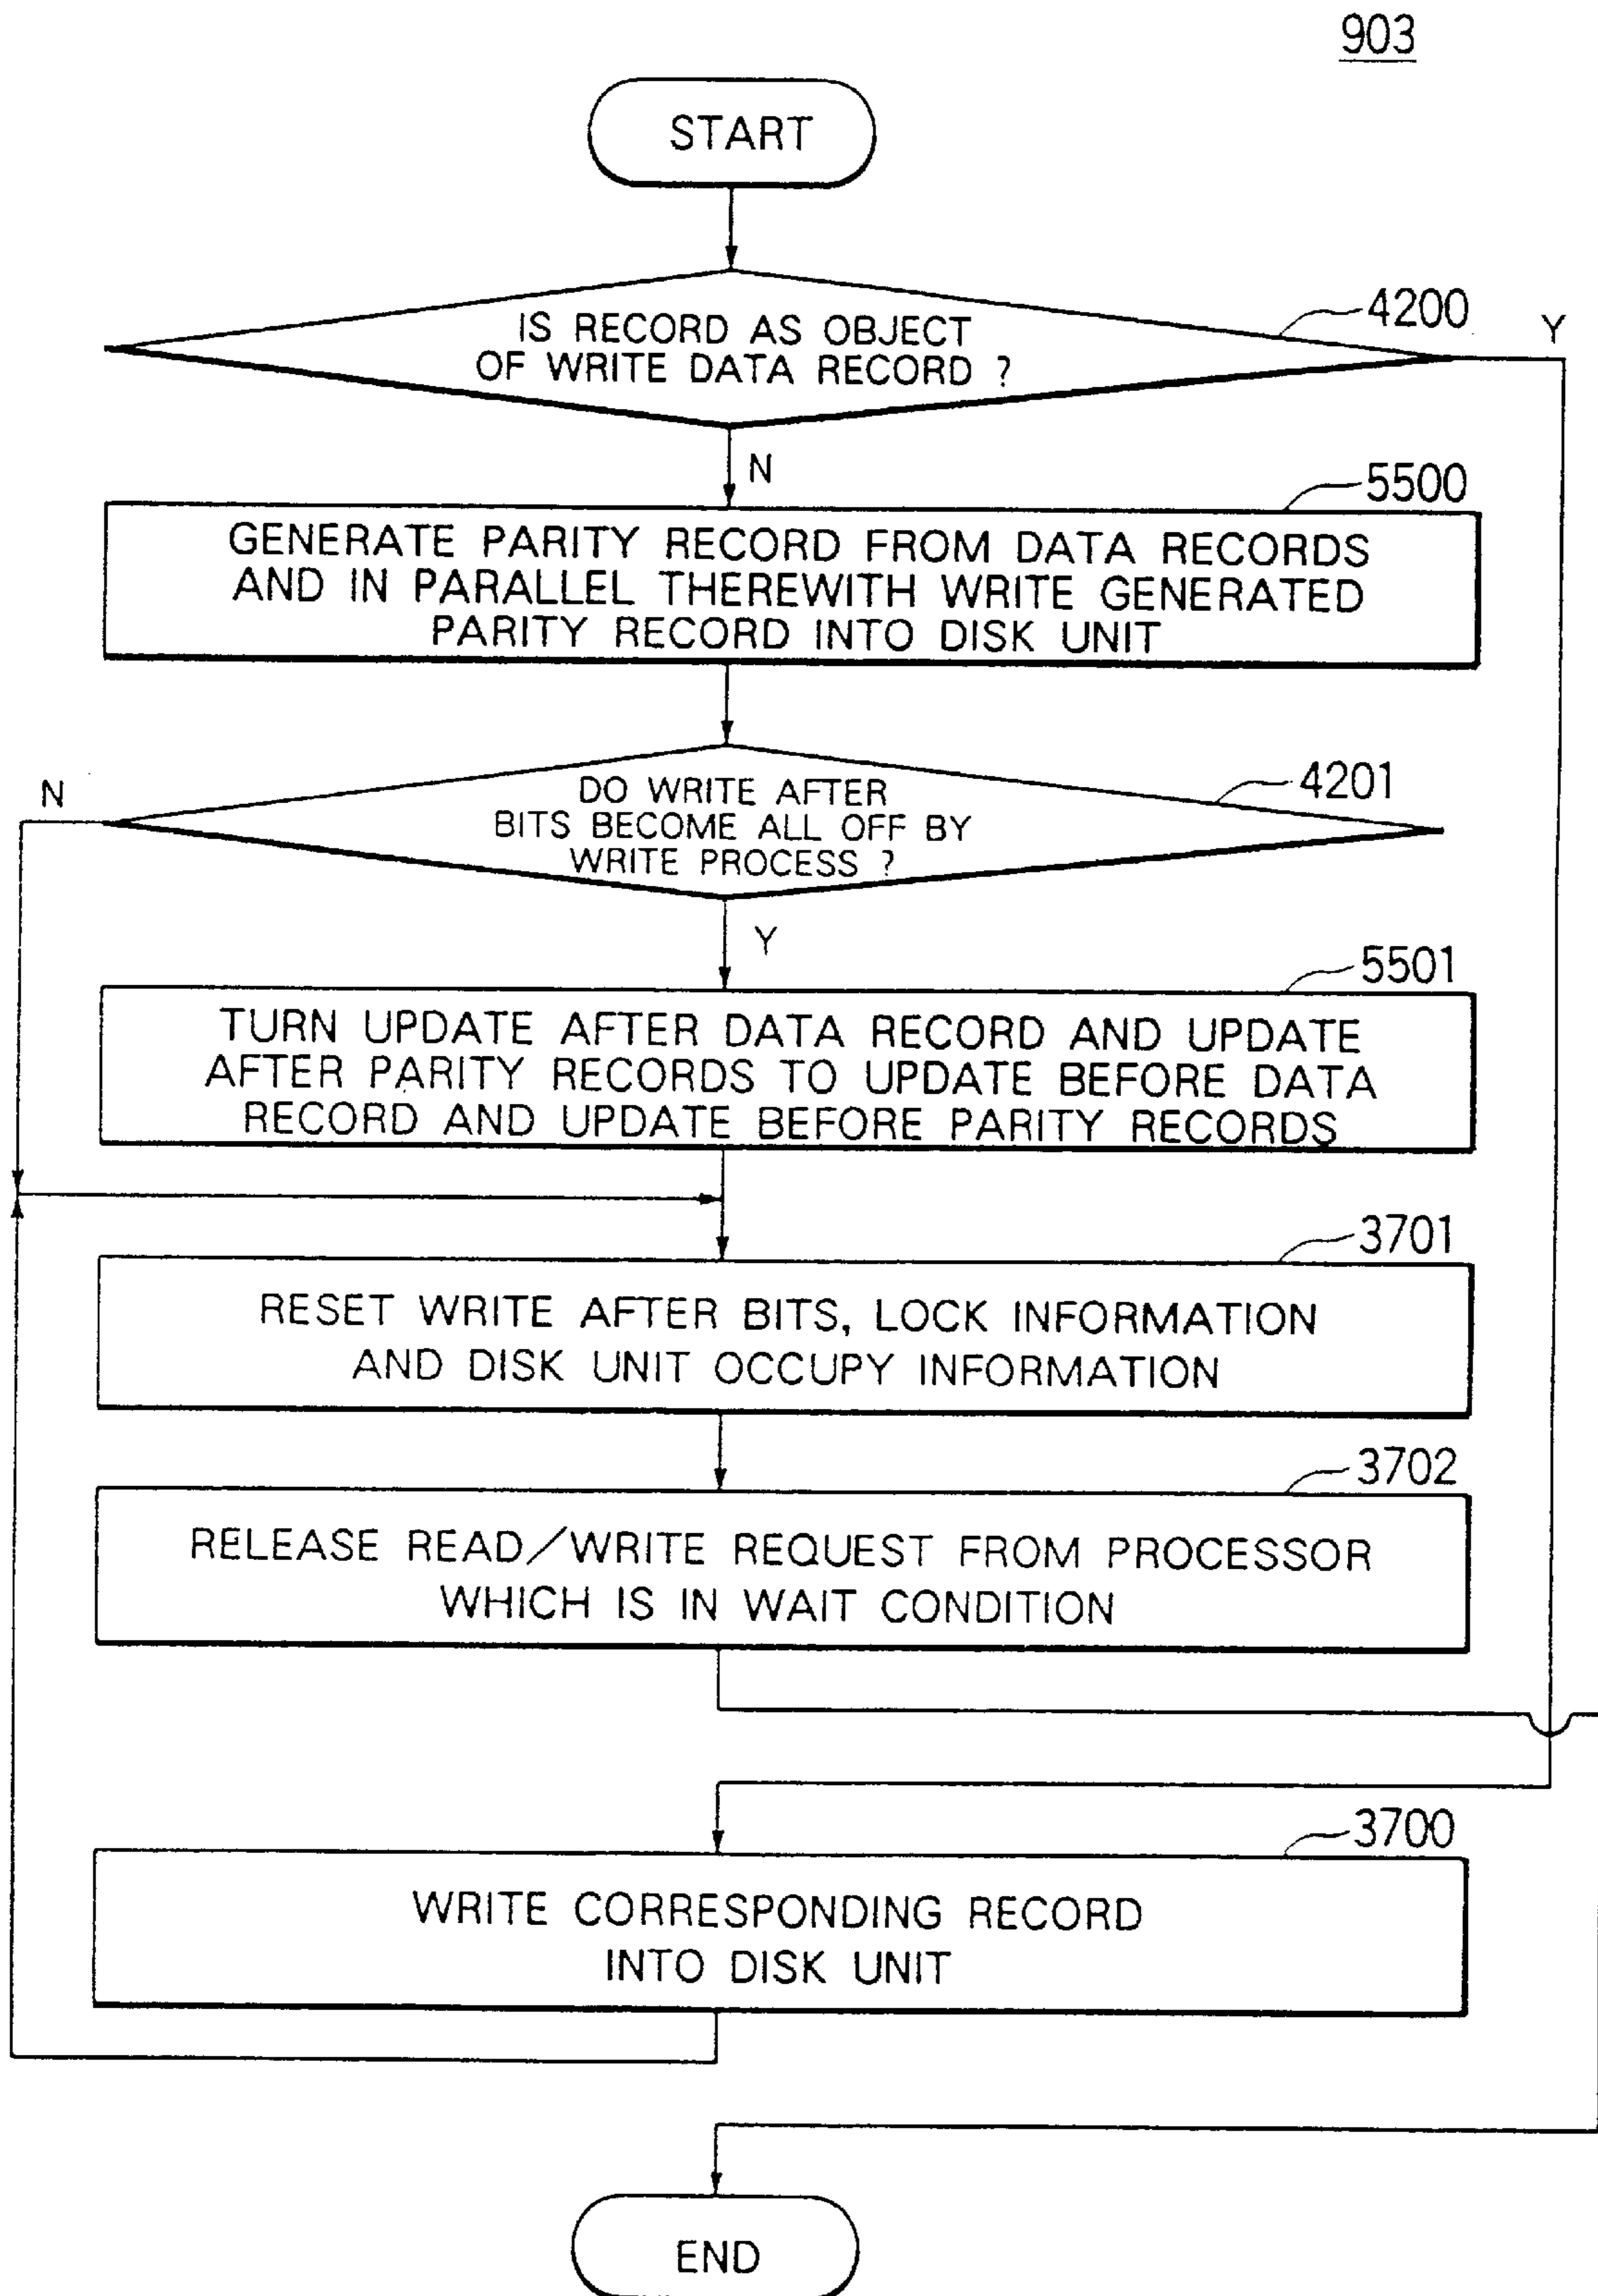 903
START
4200
Y
IS RECORD AS OBJECT
OF WRITE DATA RECORD ?
N
5500
GENERATE PARITY RECORD FROM DATA RECORDS
AND IN PARALLEL THEREWITH WRITE GENERATED
PARITY RECORD INTO DISK UNIT
N
4201
DO WRITE AFTER
BITS BECOME ALL OFF BY
WRITE PROCESS ?
Y
5501
TURN UPDATE AFTER DATA RECORD AND UPDATE
AFTER PARITY RECORDS TO UPDATE BEFORE DATA
RECORD AND UPDATE BEFORE PARITY RECORDS
3701
RESET WRITE AFTER BITS, LOCK INFORMATION
AND DISK UNIT OCCUPY INFORMATION
3702
RELEASE READ/WRITE REQUEST FROM PROCESSOR
WHICH IS IN WAIT CONDITION
3700
WRITE CORRESPONDING RECORD
INTO DISK UNIT
END